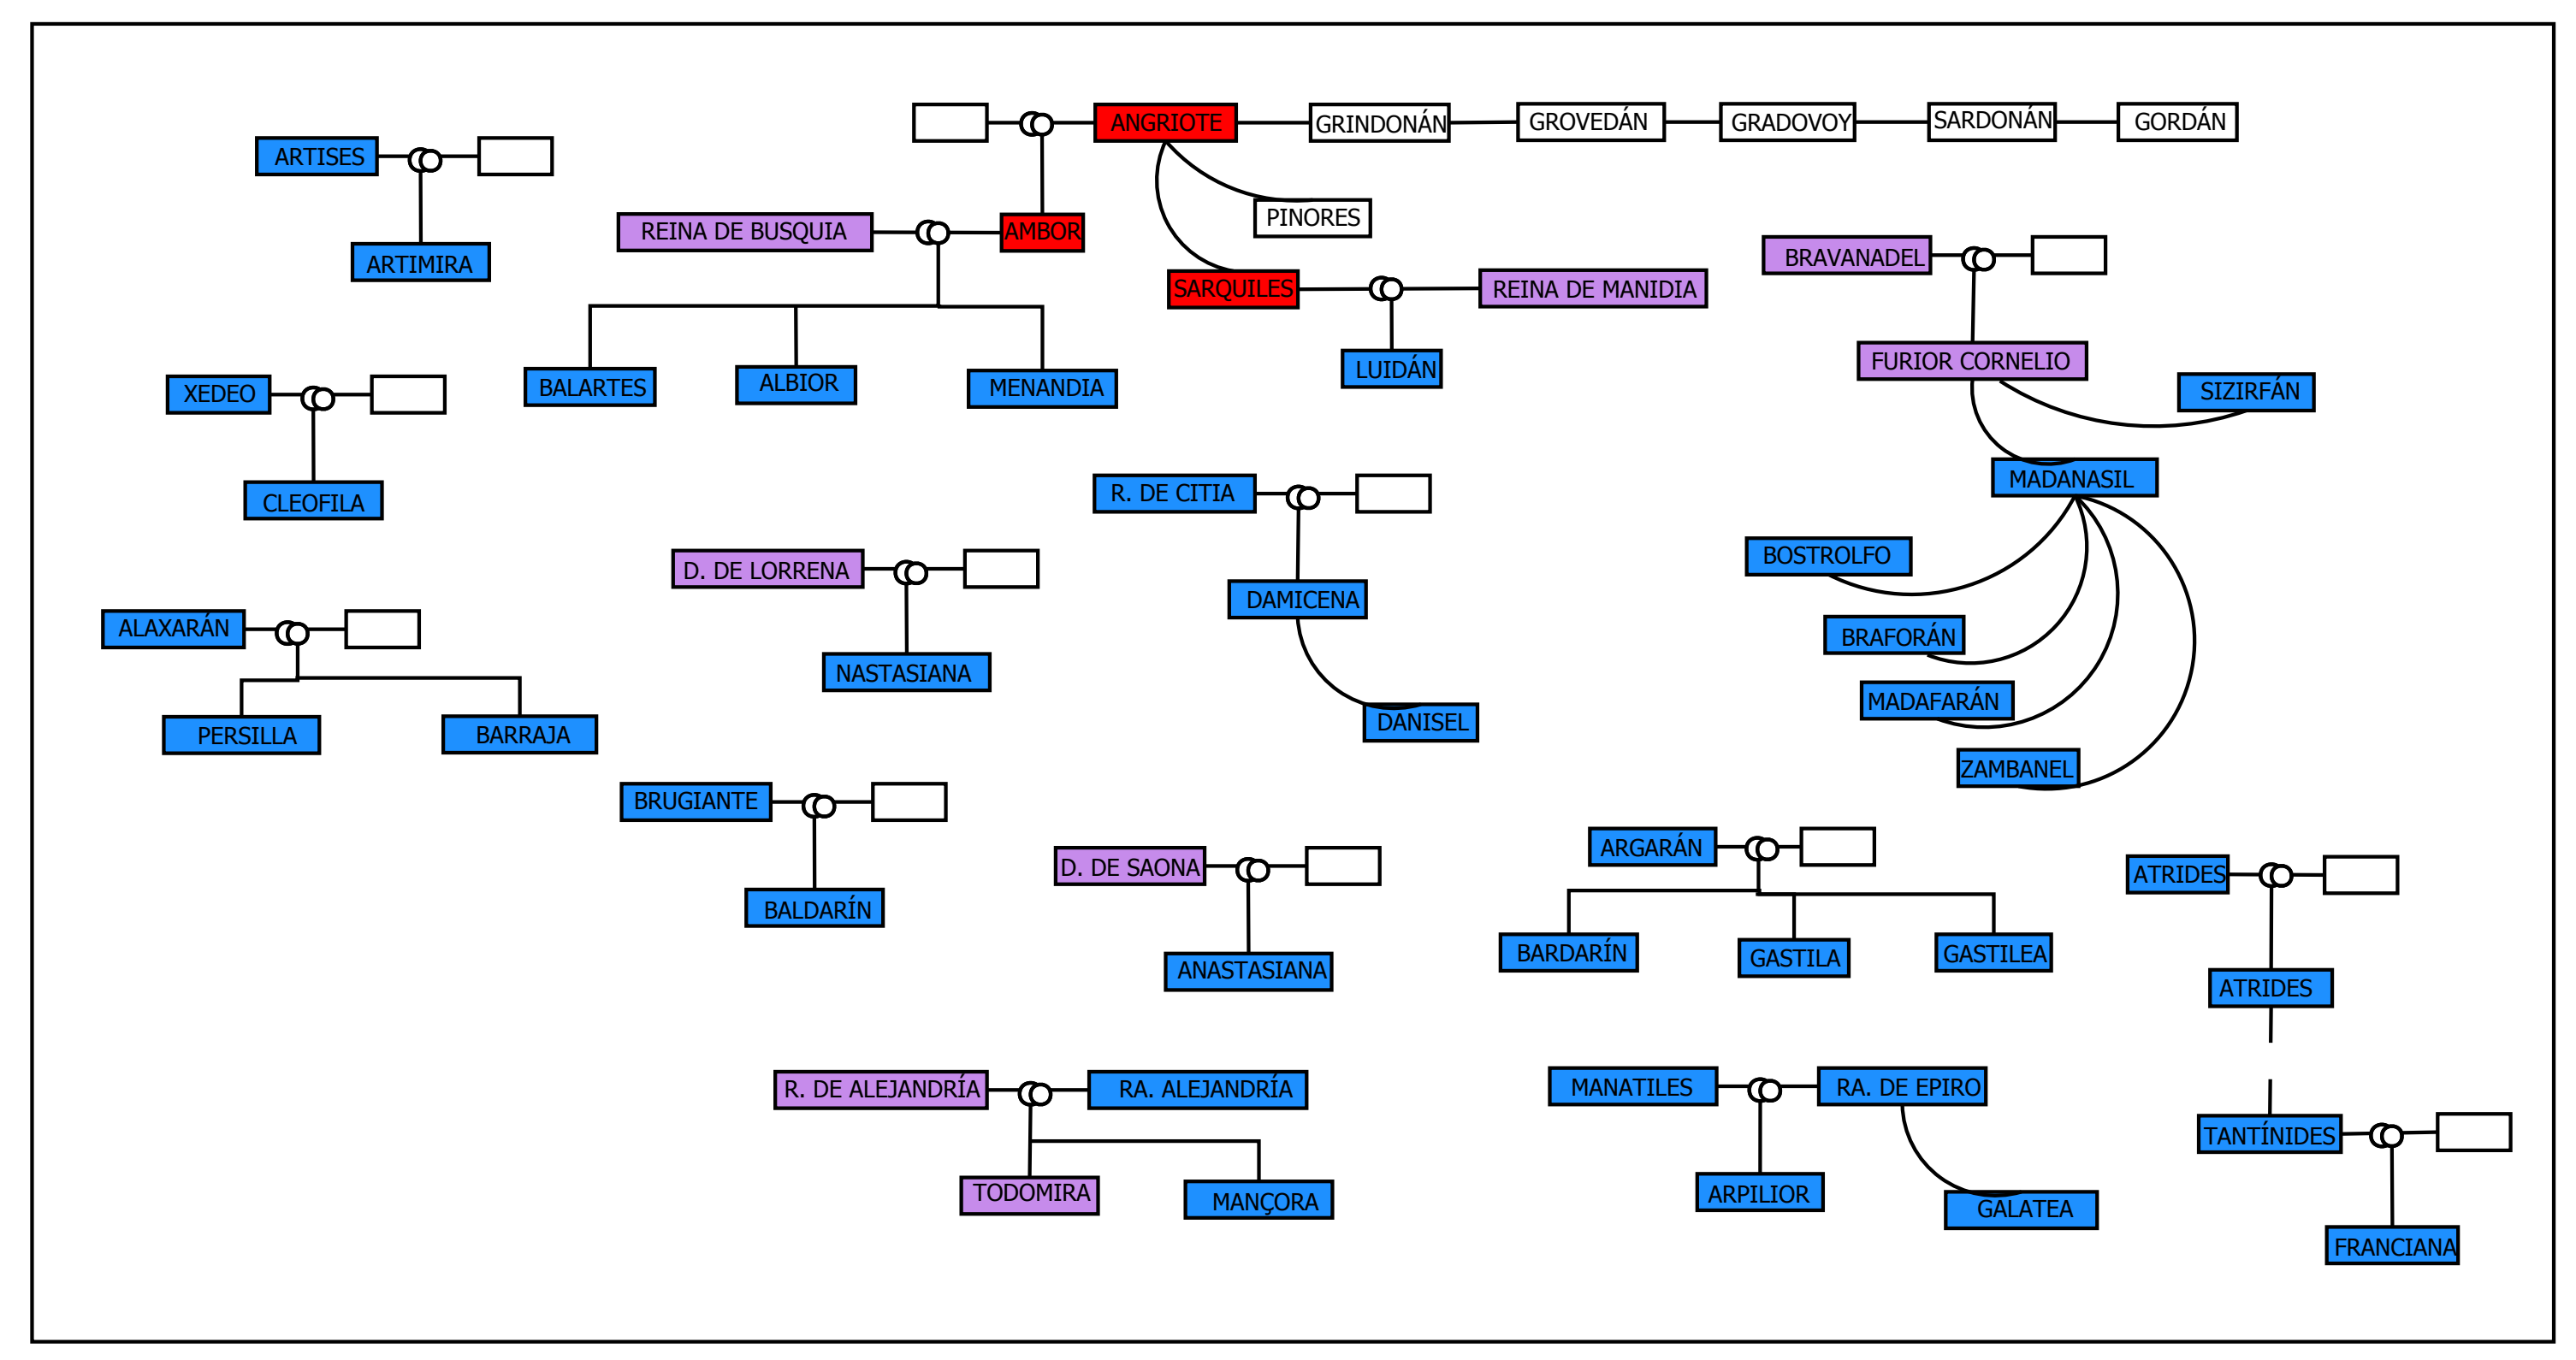 ANGRIOTE
GRINDONÁN
GROVEDÁN
GRADOVOY
SARDONÁN
GORDÁN
ARTISES
PINORES
REINA DE BUSQUIA
AMBOR
ARTIMIRA
BRAVANADEL
SARQUILES
REINA DE MANIDIA
BALARTES
ALBIOR
MENANDIA
LUIDÁN
FURIOR CORNELIO
SIZIRFÁN
XEDEO
CLEOFILA
R. DE CITIA
MADANASIL
D. DE LORRENA
DAMICENA
BOSTROLFO
ALAXARÁN
NASTASIANA
BRAFORÁN
PERSILLA
BARRAJA
DANISEL
MADAFARÁN
ZAMBANEL
BRUGIANTE
BALDARÍN
D. DE SAONA
ANASTASIANA
ARGARÁN
BARDARÍN
GASTILA
GASTILEA
ATRIDES
ATRIDES
R. DE ALEJANDRÍA
RA. ALEJANDRÍA
MANATILES
RA. DE EPIRO
TANTÍNIDES
TODOMIRA
MANÇORA
ARPILIOR
GALATEA
FRANCIANA